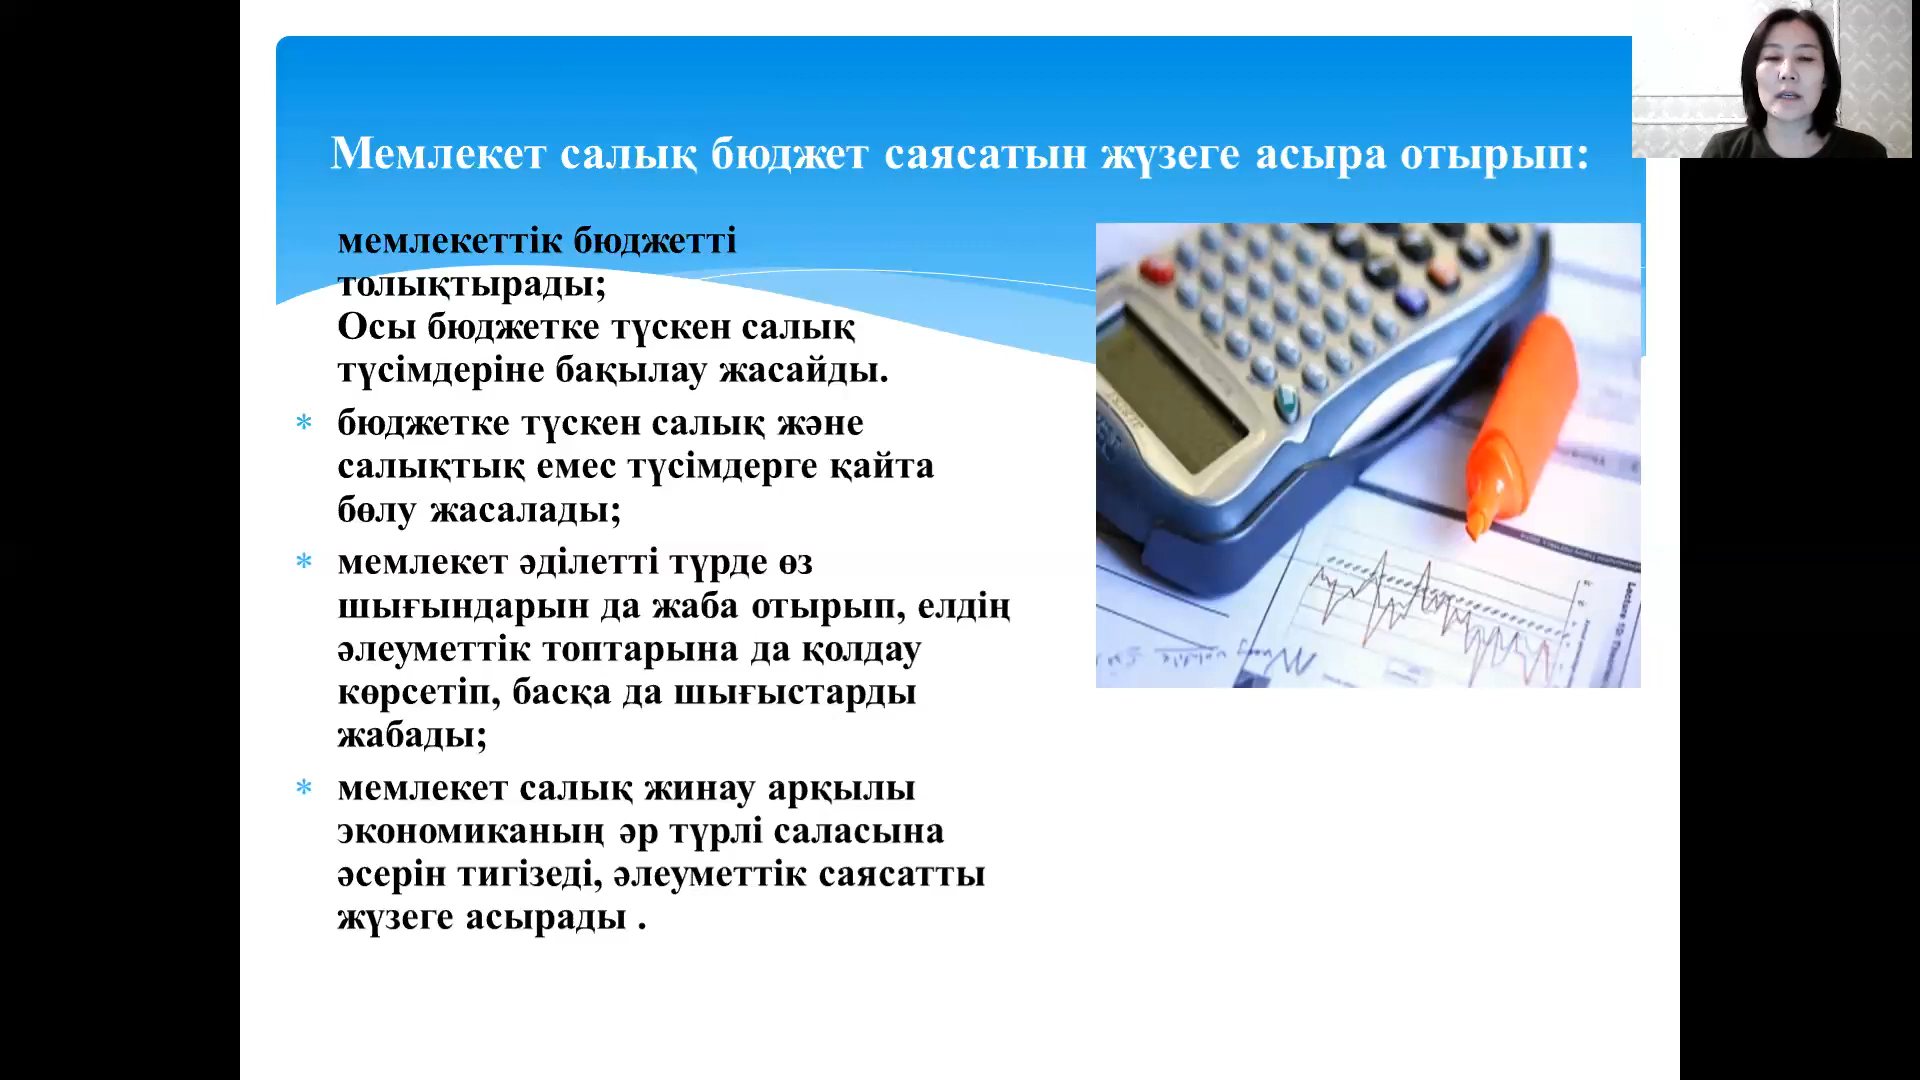 Мемлекет салық бюджет саясатын жүзеге асыра отырып:
мемлекеттік бюджетті
толықтырады;
Осы бюджетке түскен салық
түсімдеріне бақылау жасайды.
* бюджетке түскен салық және
салықтық емес түсімдерге қайта
бөлу жасалады;
* мемлекет әділетті түрде өз
шығындарын да жаба отырып, елдің
әлеуметтік топтарына да қолдау
көрсетіп, басқа да шығыстарды
жабады;
* мемлекет салық жинау арқылы
экономиканың әр түрлі саласына
әсерін тигізеді, әлеуметтік саясатты
жүзеге асырады .